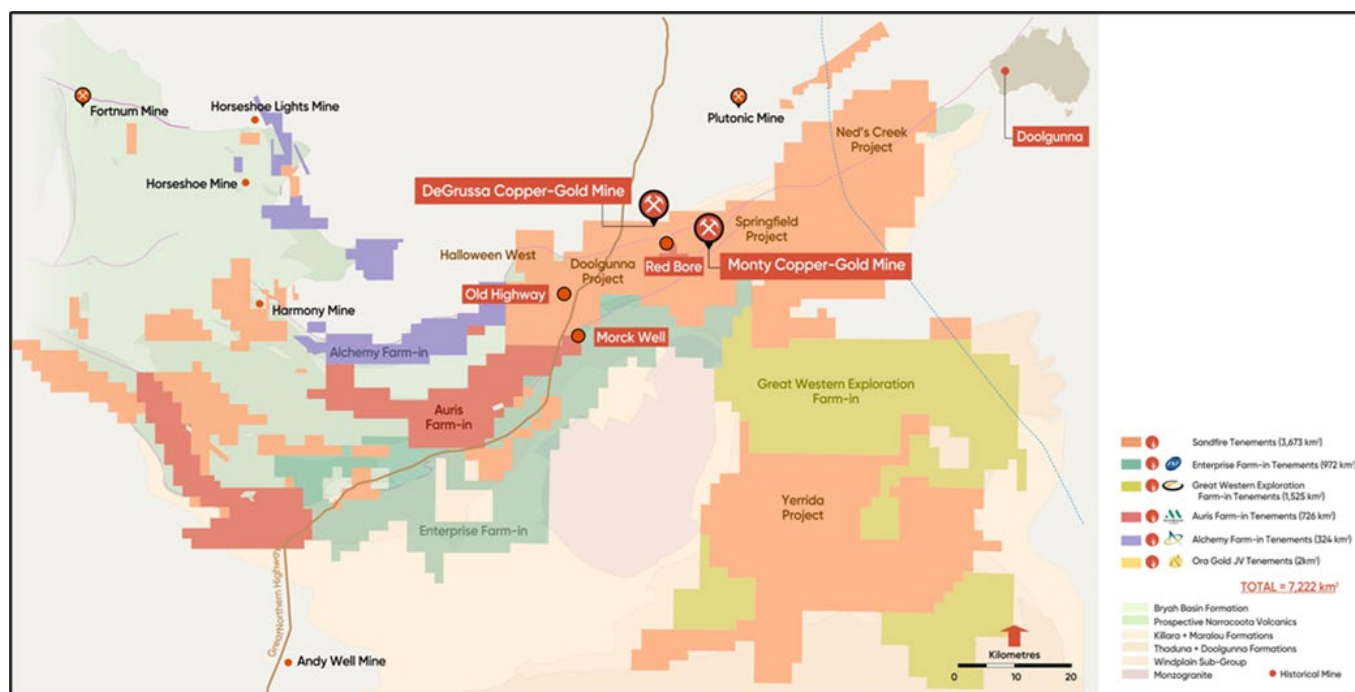 Fortnum Mine
Horseshoe Lights Mine
Plutonic Mine
Ned's Creek
Project
Doolgunna
Horseshoe Mine
DeGrussa Copper-Gold Mine
Springfield
Project
Halloween West
Doolgunna
Project
Red Bore
Monty Copper-Gold Mine
Old Highway
Harmony Mine
Morck Well
Alchemy Farm-in
Great Western Exploration
Farm-in
Auris
Farm-in
Yerrida
Project
Enterprise Farm-in
Great Northern Highway
Andy Well Mine
Kilometres
0 10 20
Sandfire Tenements (3,673 km²)
Enterprise Farm-in Tenements (972 km²)
Great Western Exploration
Farm-in Tenements (1,525 km²)
Auris Farm-in Tenements (726 km²)
Alchemy Farm-in Tenements (324 km²)
Ora Gold JV Tenements (2km²)
TOTAL = 7,222 km²
Bryah Basin Formation
Prospective Narracoota Volcanics
Killara + Maralou Formations
Thaduna + Doolgunna Formations
Windplain Sub-Group
Monzogranite
Historical Mine